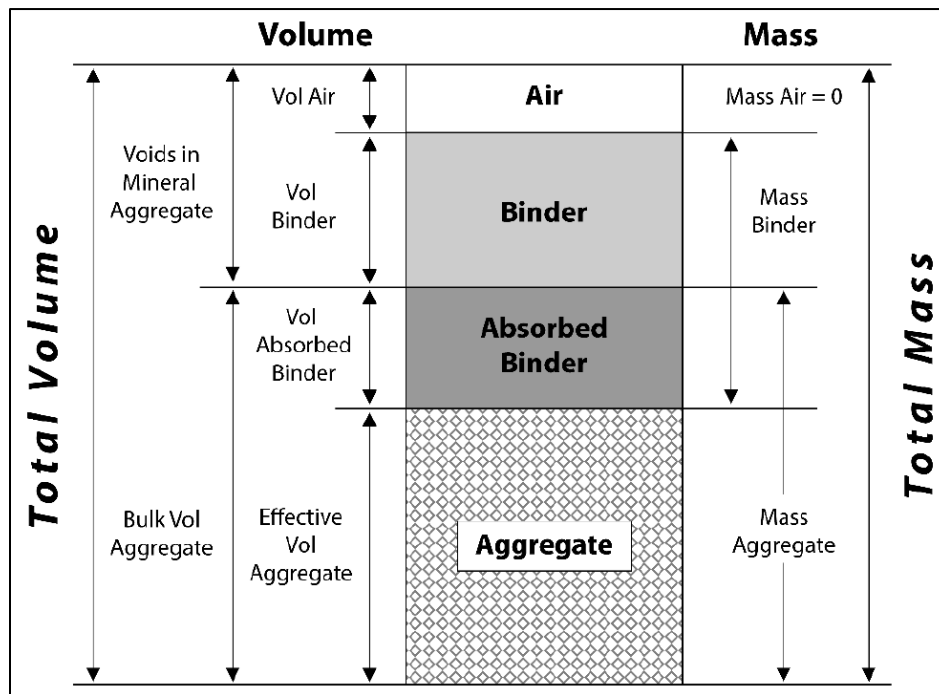 Volume
Mass
Total Volume
Voids in
Mineral
Aggregate
Bulk Vol
Aggregate
Vol Air
Vol
Binder
Vol
Absorbed
Binder
Effective
Vol
Aggregate
Air
Binder
Absorbed
Binder
Aggregate
Mass Air = 0
Mass
Binder
Mass
Aggregate
Total Mass